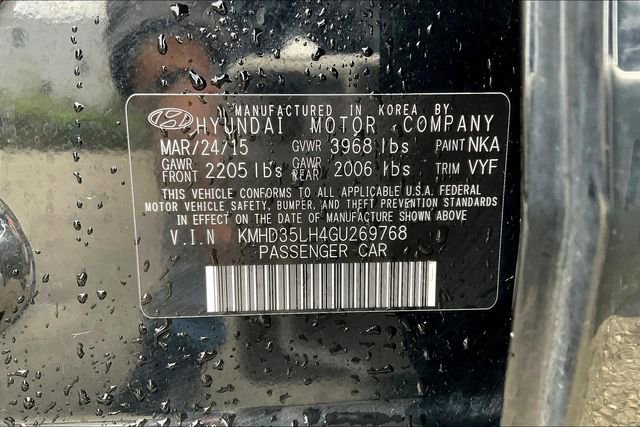 MANUFACTURED IN KOREA BY
HYUNDAI MOTOR COMPANY
MAR/24/15 GVWR 3968 lbs PAINT NKA
GAWR FRONT 2205 lbs GAWR REAR 2006 lbs TRIM VYF
THIS VEHICLE CONFORMS TO ALL APPLICABLE U.S.A. FEDERAL
MOTOR VEHICLE SAFETY, BUMPER, AND THEFT PREVENTION STANDARDS
IN EFFECT ON THE DATE OF MANUFACTURE SHOWN ABOVE
V.I.N KMHD35LH4GU269768
PASSENGER CAR